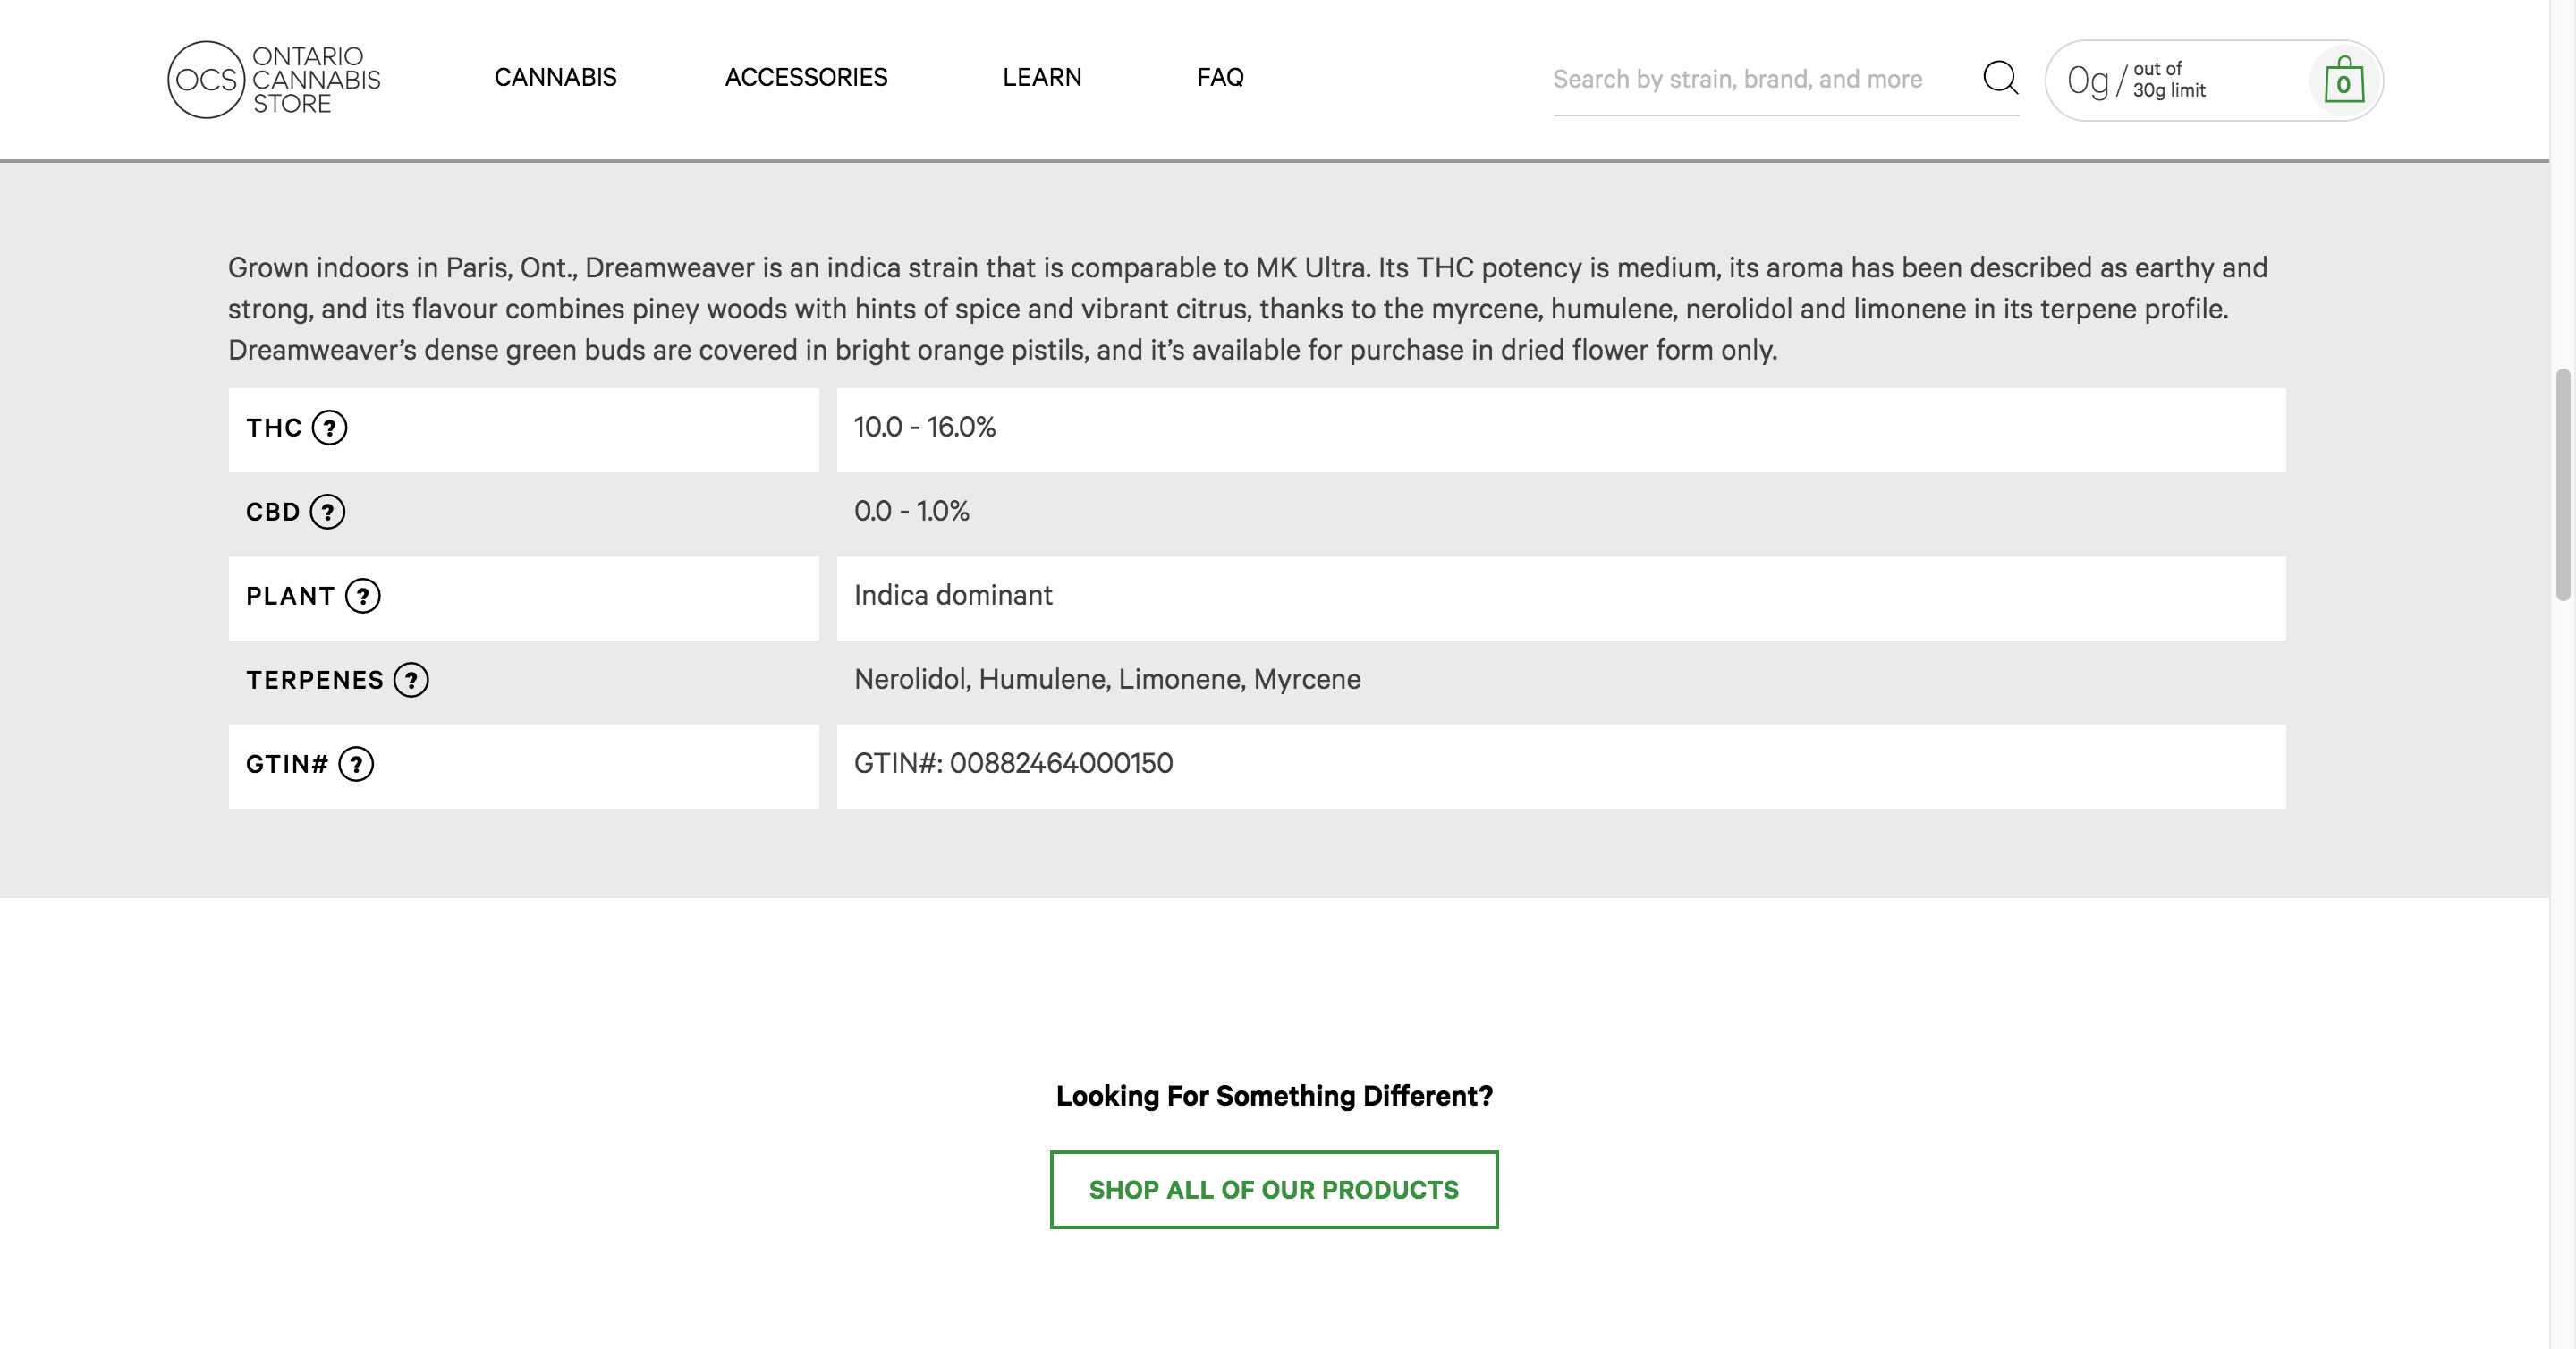 OCS
ONTARIO
CANNABIS
STORE
CANNABIS
ACCESSORIES
LEARN
FAQ
Search by strain, brand, and more
0g/
out of
30g limit
0
Grown indoors in Paris, Ont., Dreamweaver is an indica strain that is comparable to MK Ultra. Its THC potency is medium, its aroma has been described as earthy and
strong, and its flavour combines piney woods with hints of spice and vibrant citrus, thanks to the myrcene, humulene, nerolidol and limonene in its terpene profile.
Dreamweaver’s dense green buds are covered in bright orange pistils, and it’s available for purchase in dried flower form only.
THC ? 10.0 - 16.0%
CBD ? 0.0 - 1.0%
PLANT ? Indica dominant
TERPENES ? Nerolidol, Humulene, Limonene, Myrcene
GTIN# ? GTIN#: 00882464000150
Looking For Something Different?
SHOP ALL OF OUR PRODUCTS